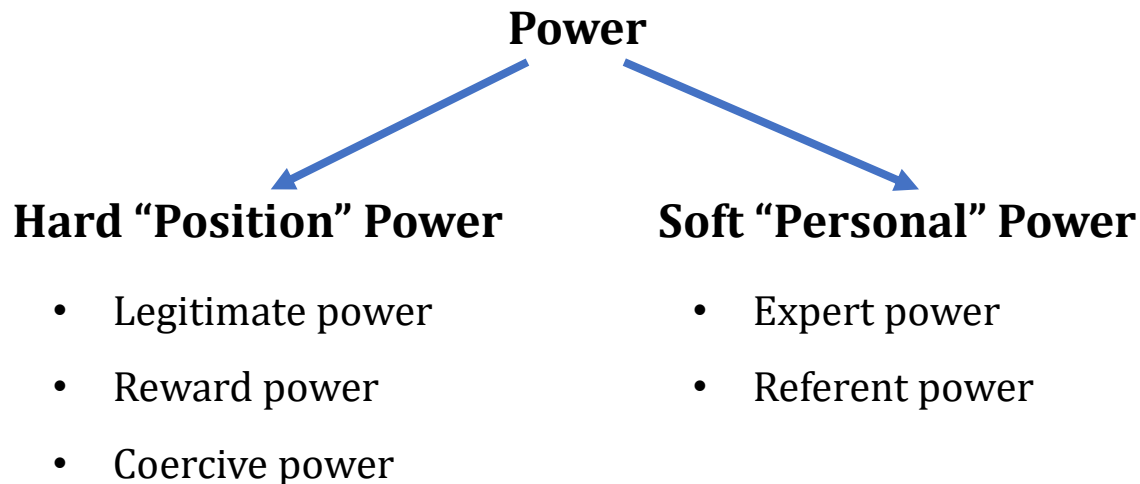 Power
Hard “Position” Power
• Legitimate power
• Reward power
• Coercive power
Soft “Personal” Power
• Expert power
• Referent power